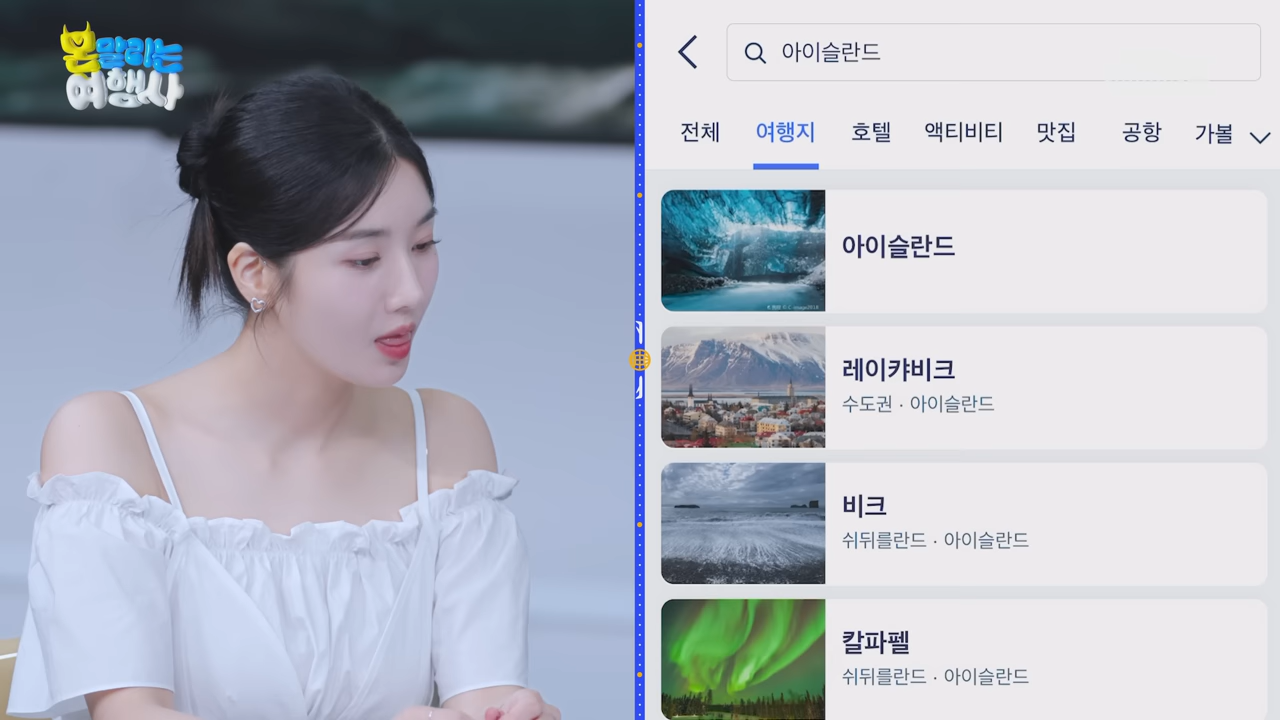 못말리는
여행사
아이슬란드
전체 여행지 호텔 액티비티 맛집 공항 가볼
아이슬란드
레이캬비크
수도권 · 아이슬란드
비크
쉬뒤를란드 · 아이슬란드
칼파펠
쉬뒤를란드 · 아이슬란드